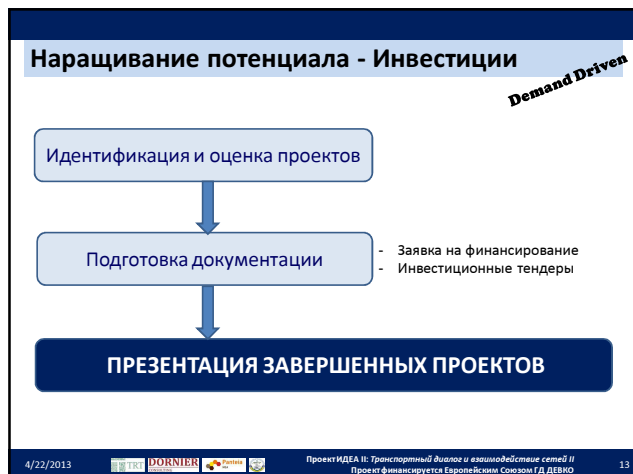 Наращивание потенциала - Инвестиции
Demand Driven
Идентификация и оценка проектов
Подготовка документации
- Заявка на финансирование
- Инвестиционные тендеры
ПРЕЗЕНТАЦИЯ ЗАВЕРШЕННЫХ ПРОЕКТОВ
4/22/2013
TRT
DORNIER
CONSULTING
Panteia
Проект ИДЕА II: Транспортный диалог и взаимодействие сетей II
Проект финансируется Европейским Союзом ГД ДЕВКО
13